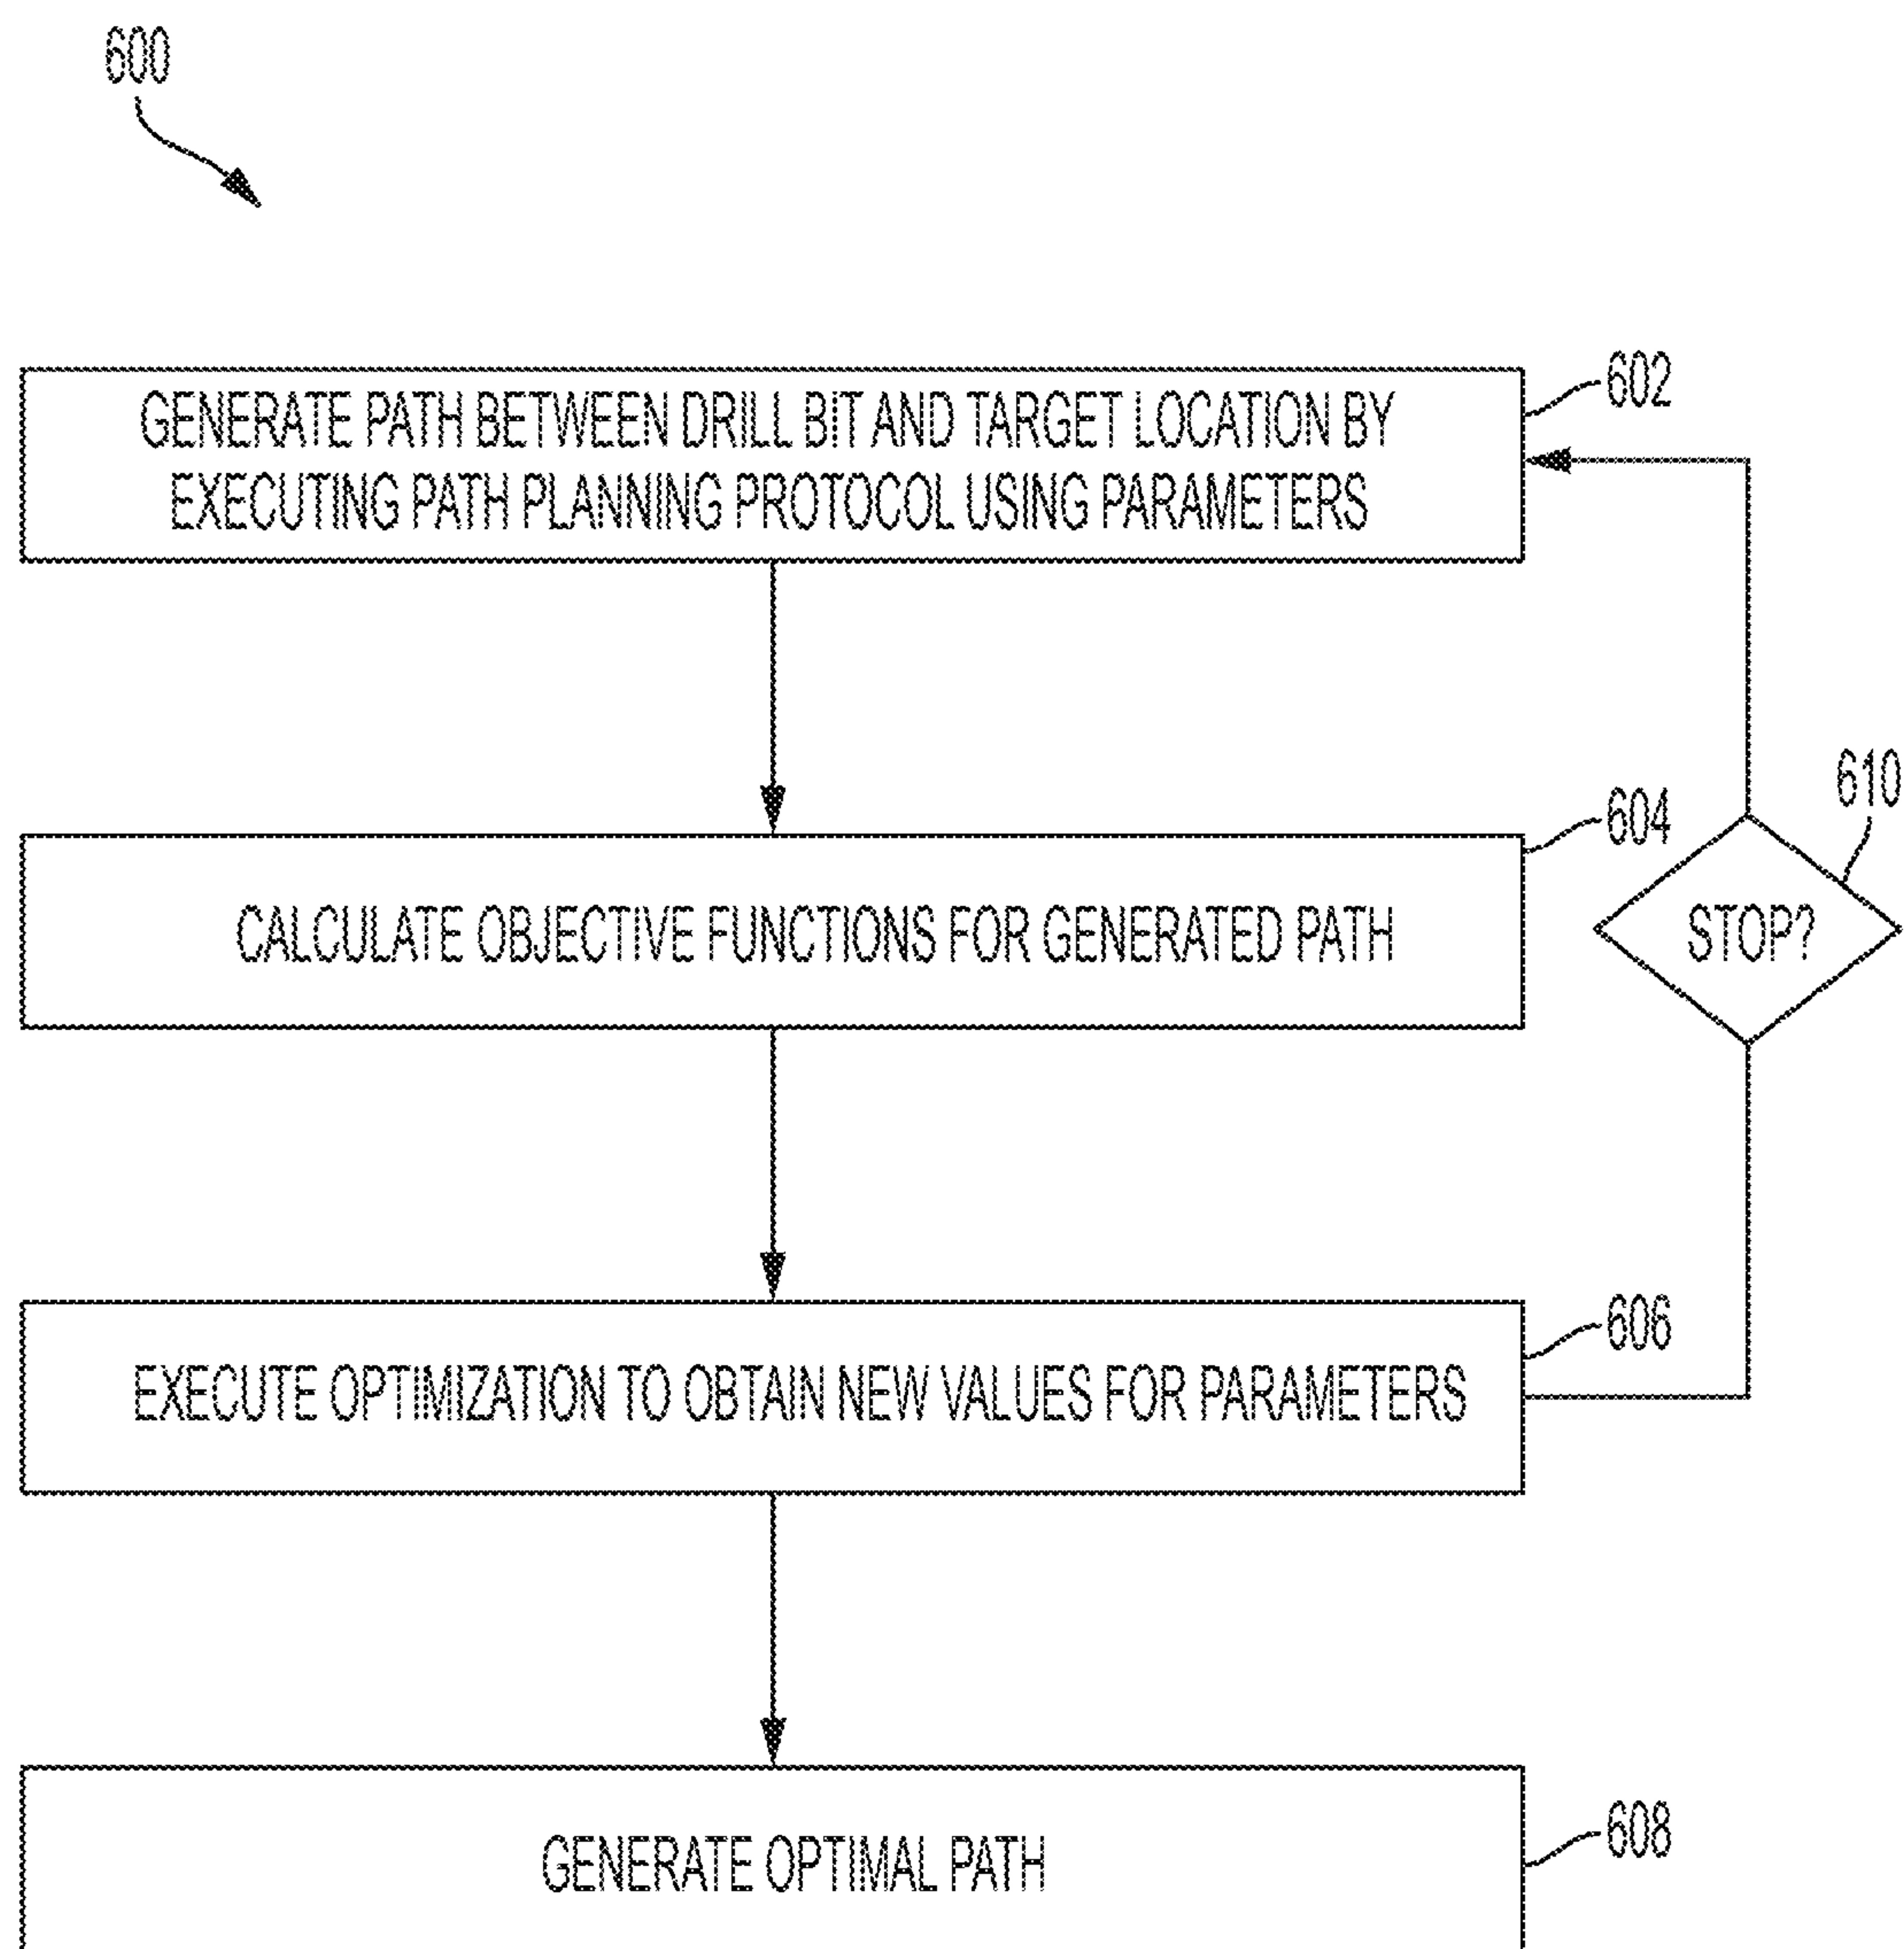 600
GENERATE PATH BETWEEN DRILL BIT AND TARGET LOCATION BY
EXECUTING PATH PLANNING PROTOCOL USING PARAMETERS
602
CALCULATE OBJECTIVE FUNCTIONS FOR GENERATED PATH
604
STOP?
610
EXECUTE OPTIMIZATION TO OBTAIN NEW VALUES FOR PARAMETERS
606
GENERATE OPTIMAL PATH
608